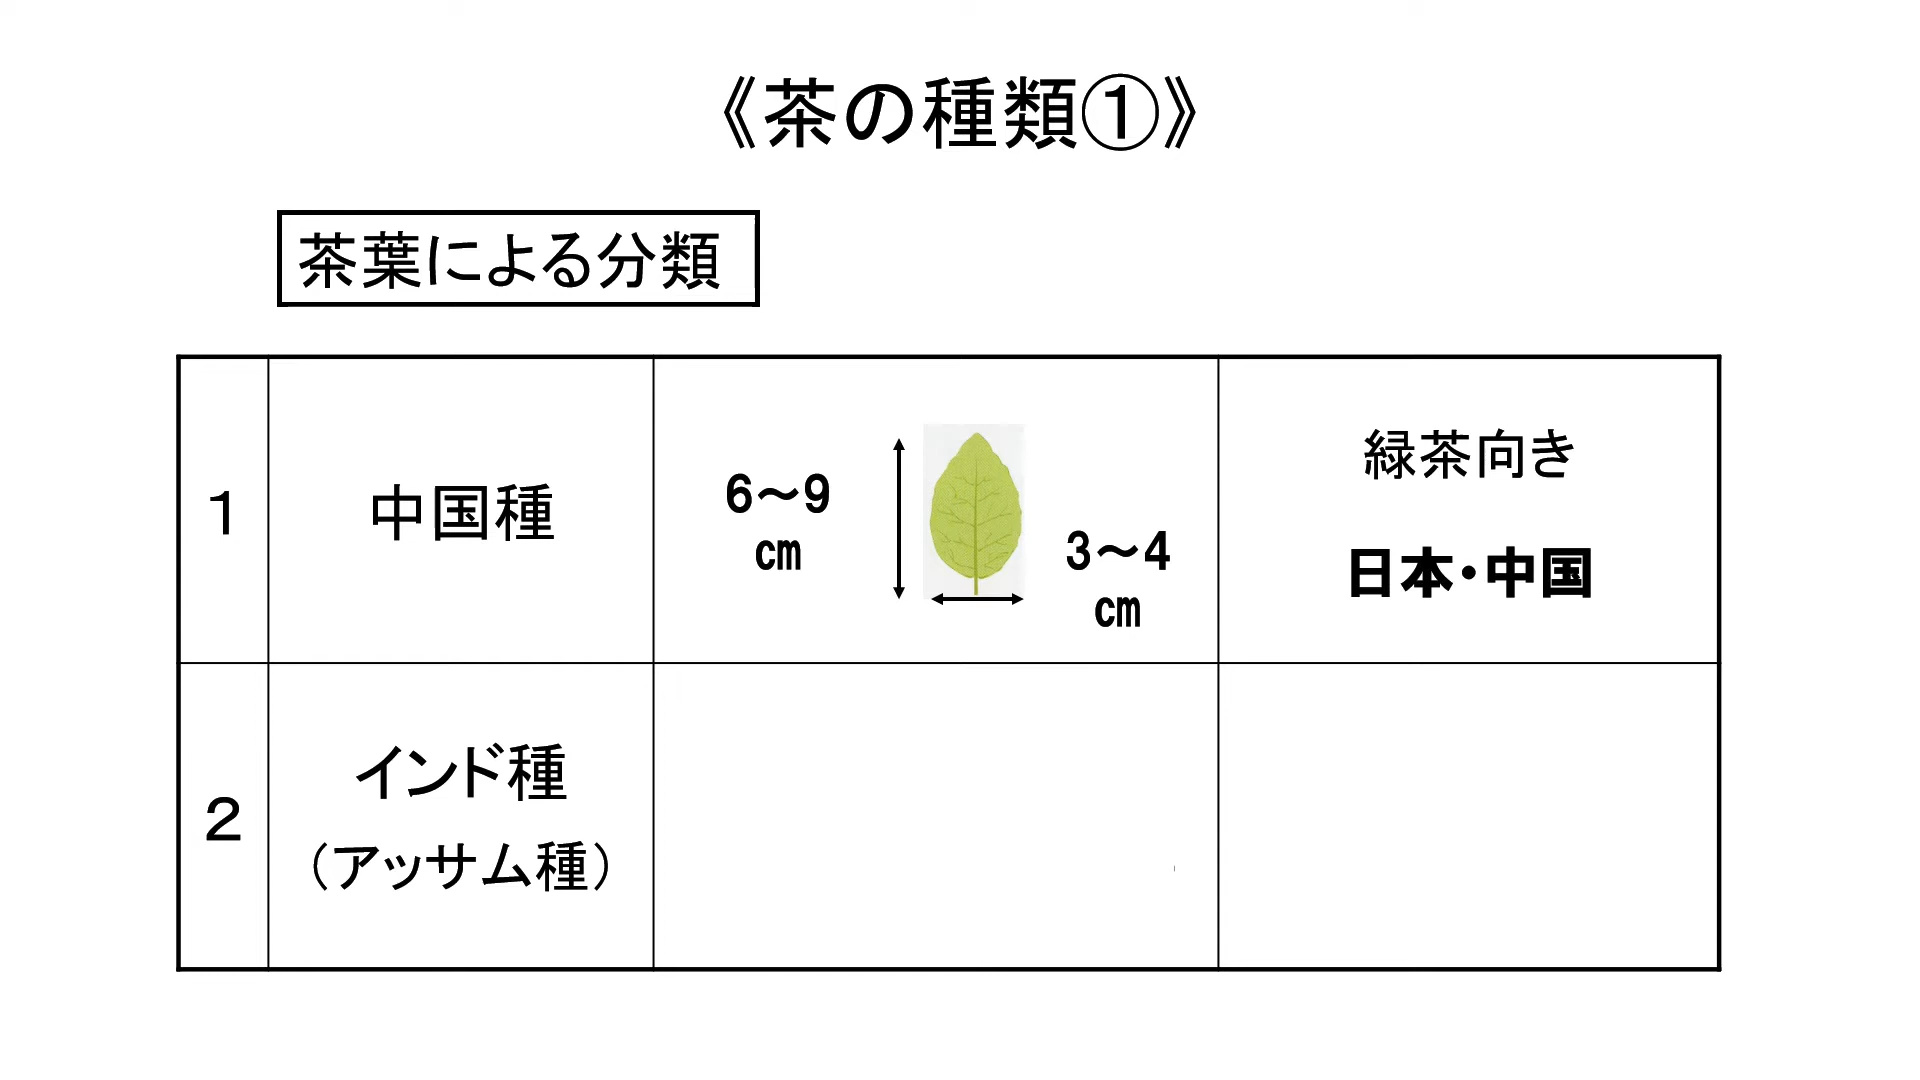 《茶の種類①》
茶葉による分類
1
中国種
6～9
㎝
3～4
㎝
緑茶向き
日本・中国
2
インド種
（アッサム種）